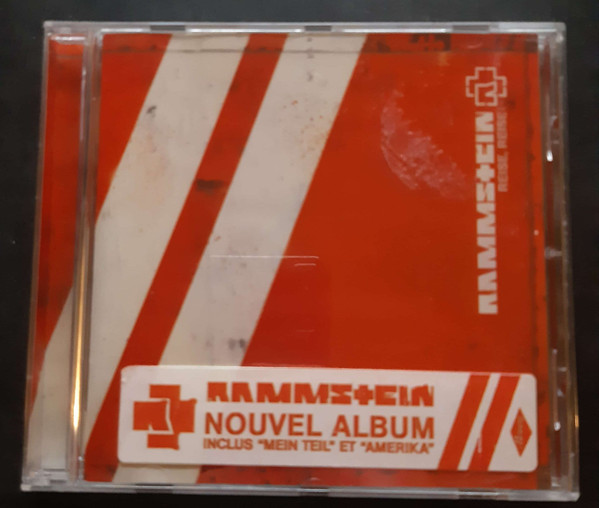 RAMMSTEIN
REISE, REISE
RAMMSTEIN
NOUVEL ALBUM
INCLUS "MEIN TEIL" ET "AMERIKA"